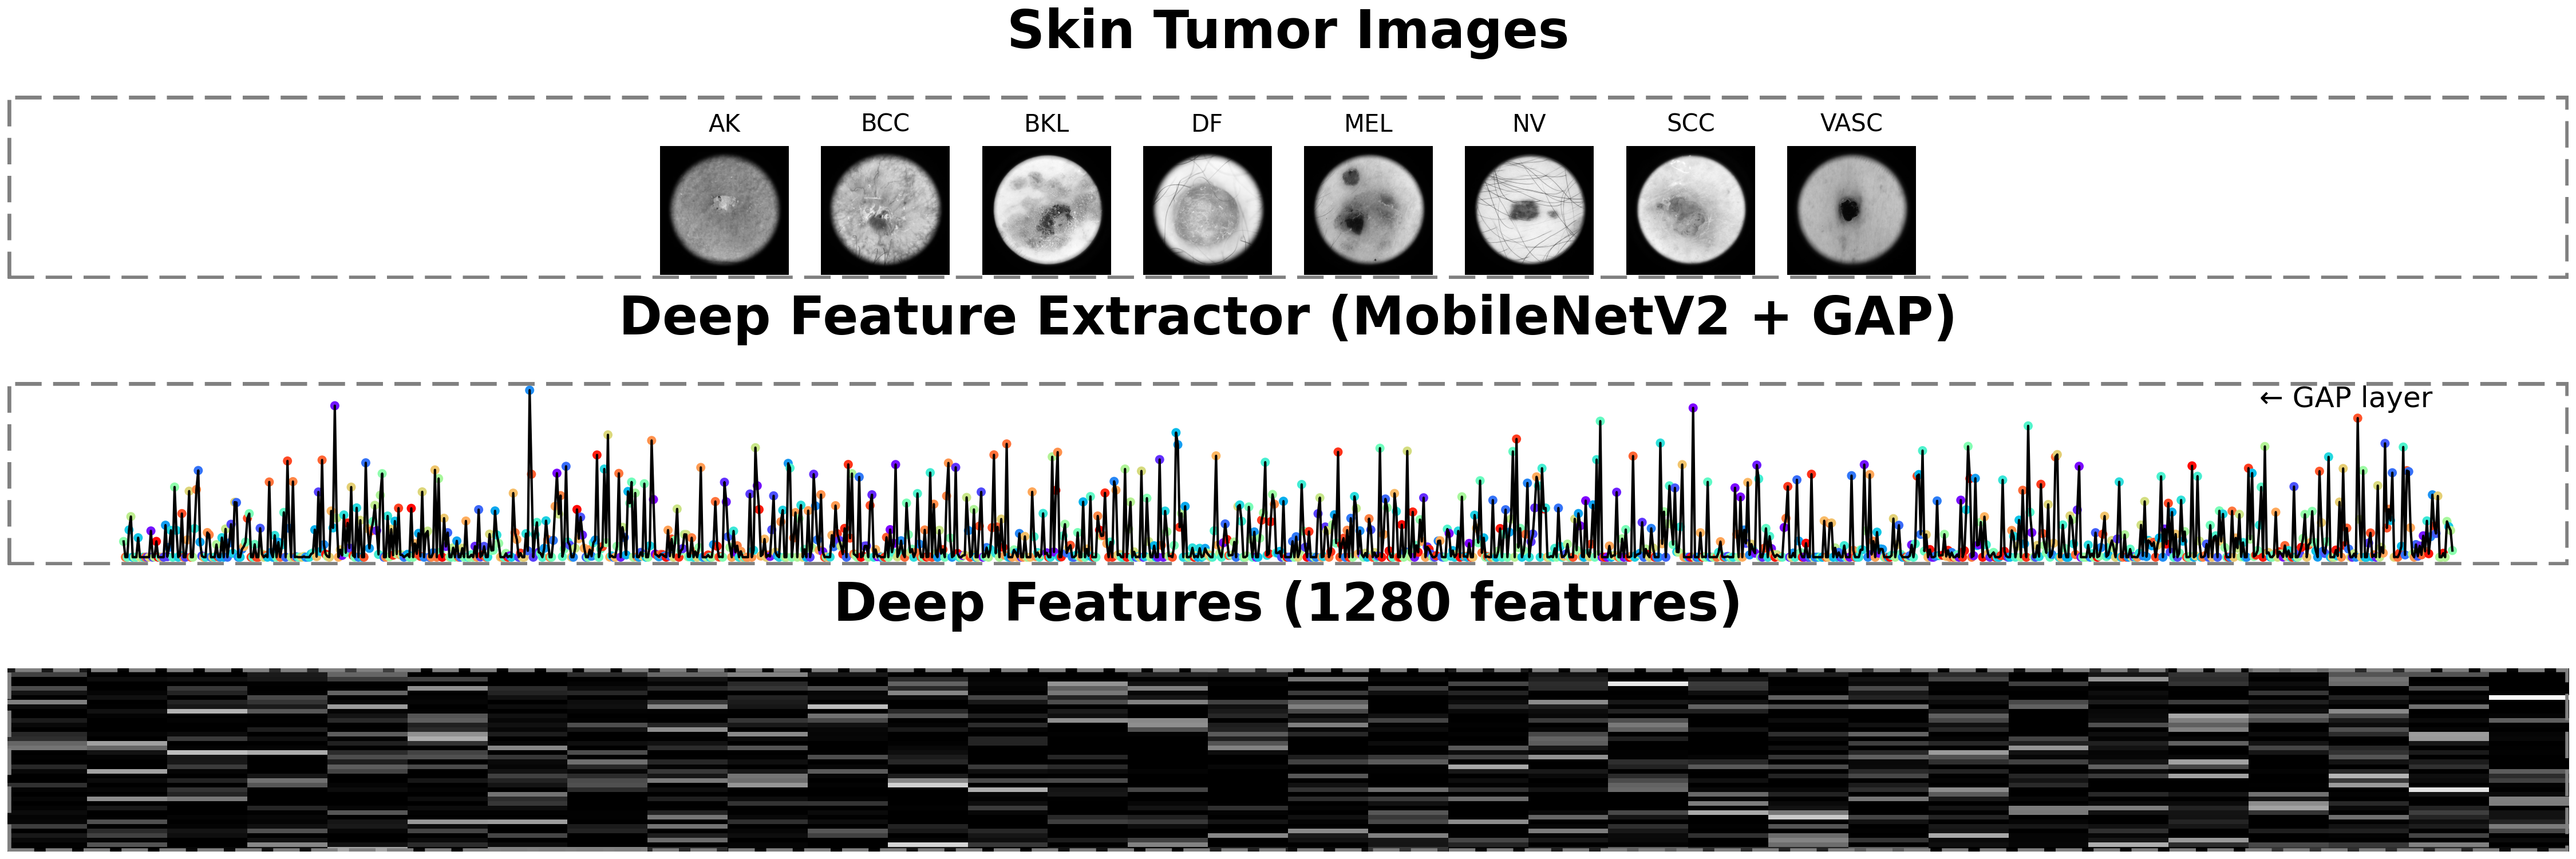 Skin Tumor Images
AK BCC BKL DF MEL NV SCC VASC
Deep Feature Extractor (MobileNetV2 + GAP)
← GAP layer
Deep Features (1280 features)